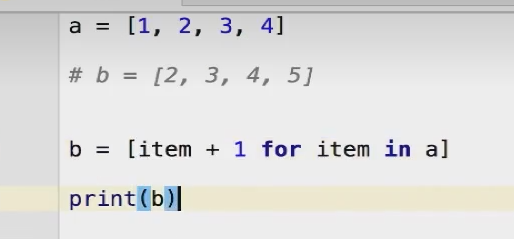 a = [1, 2, 3, 4]
# b = [2, 3, 4, 5]
b = [item + 1 for item in a]
print(b)